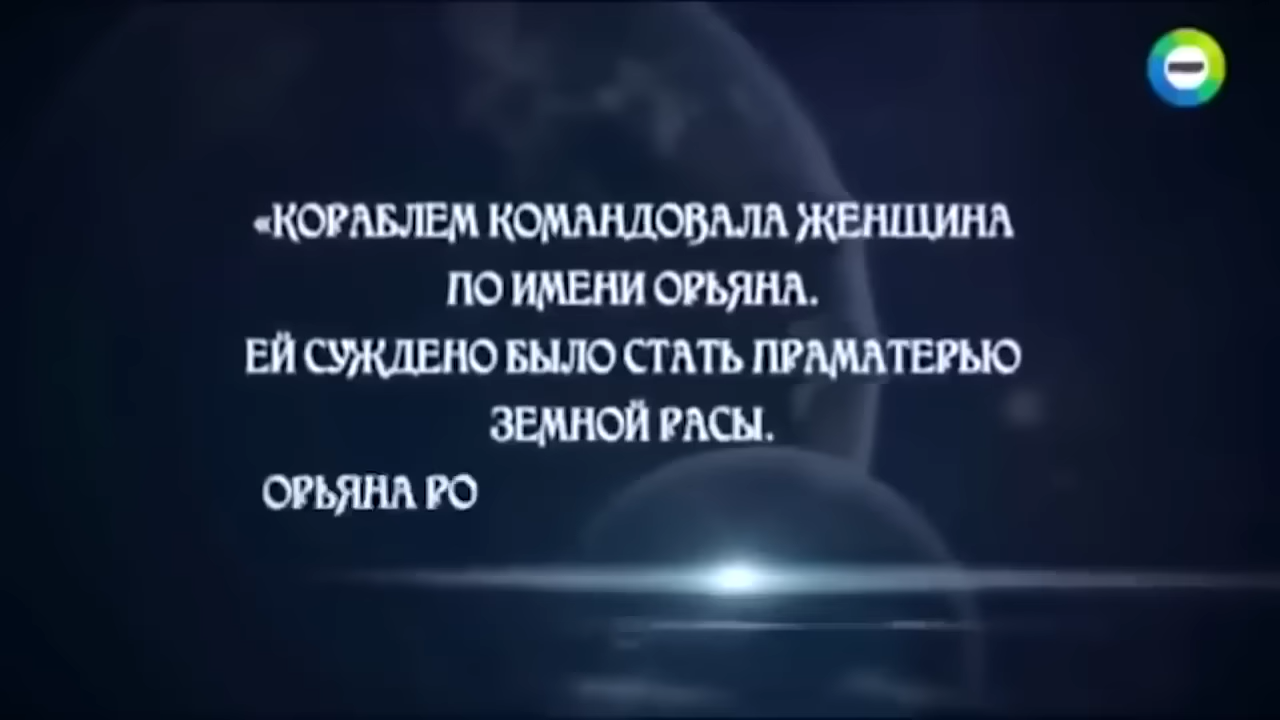 «КОРАБЛЕМ КОМАНДОВАЛА ЖЕНЩИНА
ПО ИМЕНИ ОРЬЯНА.
ЕЙ СУЖДЕНО БЫЛО СТАТЬ ПРАМАТЕРЬЮ
ЗЕМНОЙ РАСЫ.
ОРЬЯНА РО